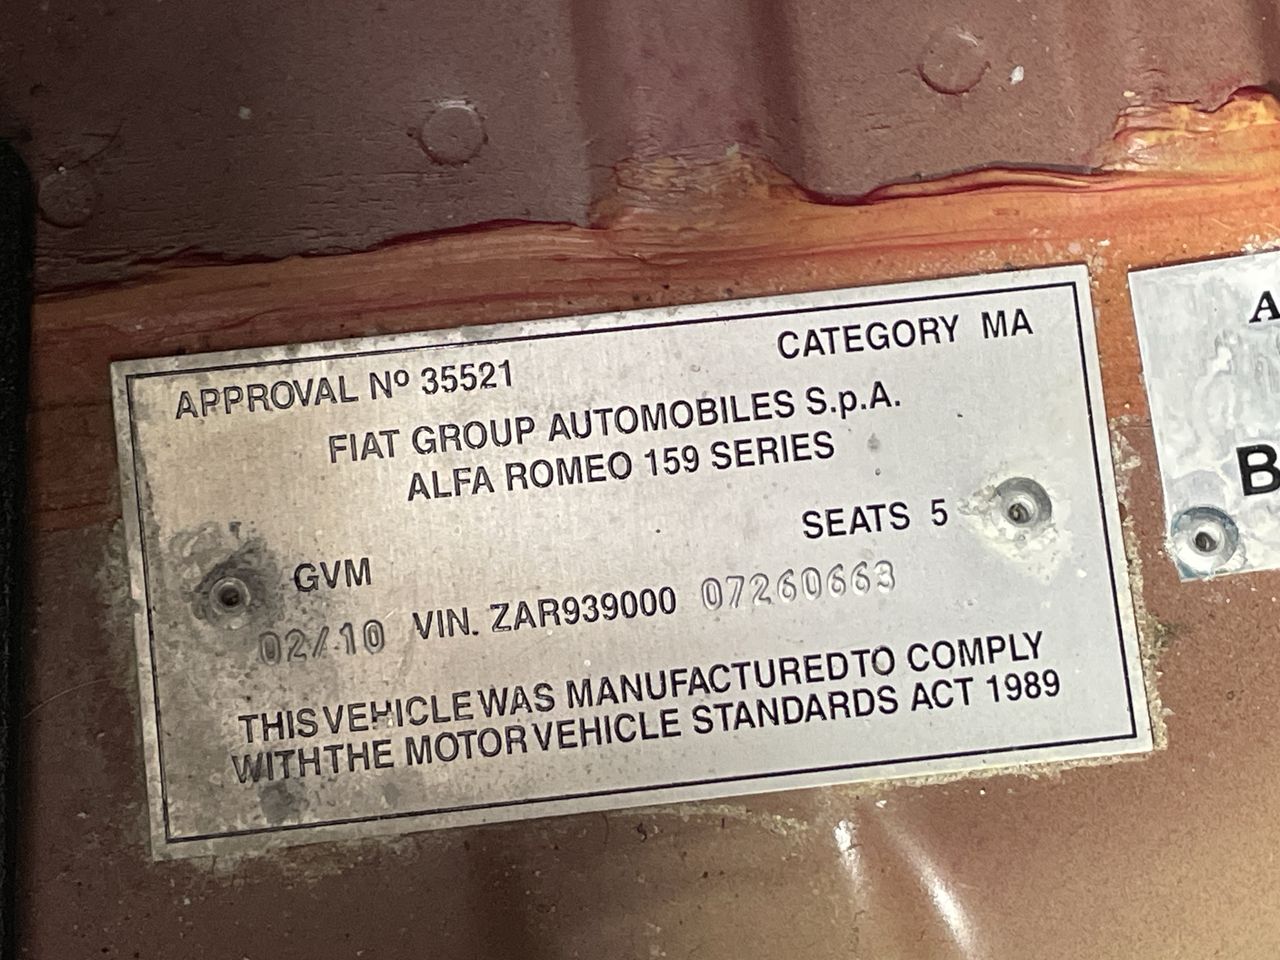 APPROVAL Nº 35521 CATEGORY MA
FIAT GROUP AUTOMOBILES S.p.A.
ALFA ROMEO 159 SERIES
SEATS 5
GVM
02/10 VIN. ZAR939000 07260663
THIS VEHICLE WAS MANUFACTURED TO COMPLY
WITH THE MOTOR VEHICLE STANDARDS ACT 1989
A
B